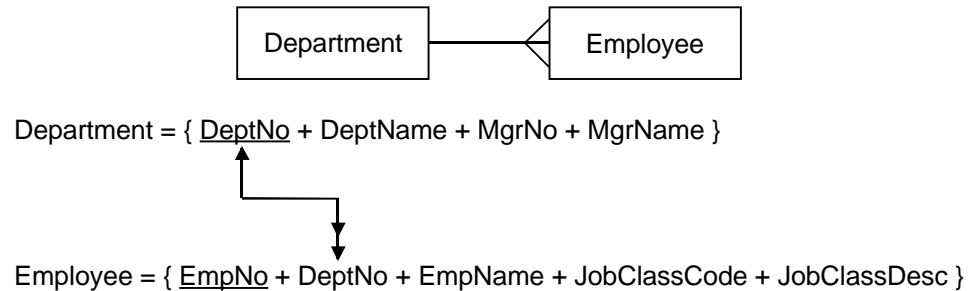 Department
Employee
Department = { DeptNo + DeptName + MgrNo + MgrName }
Employee = { EmpNo + DeptNo + EmpName + JobClassCode + JobClassDesc }